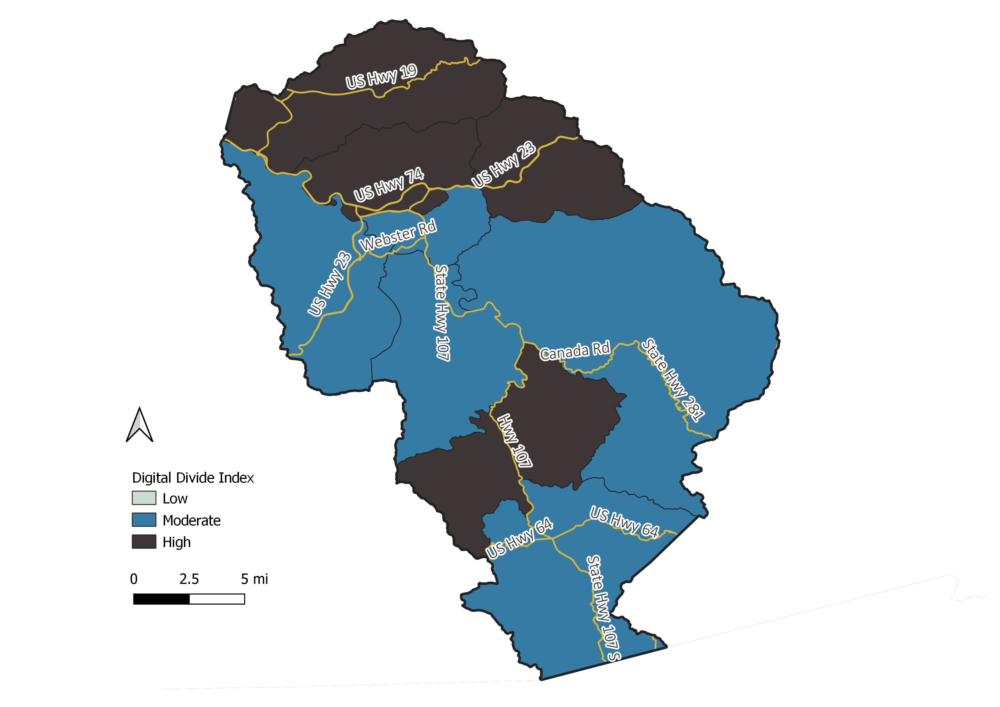 US Hwy 19
US Hwy 23
US Hwy 74
Webster Rd
US Hwy 23
State Hwy 107
Canada Rd
State Hwy 281
Hwy 107
US Hwy 64
US Hwy 64
State Hwy 107 S
Digital Divide Index
Low
Moderate
High
0 2.5 5 mi